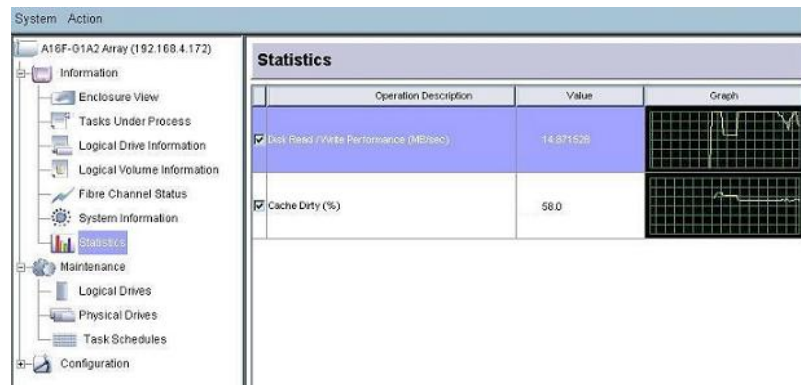 System Action
A16F-G1A2 Array (192.168.4.172)
Information
Enclosure View
Tasks Under Process
Logical Drive Information
Logical Volume Information
Fibre Channel Status
System Information
Statistics
Maintenance
Logical Drives
Physical Drives
Task Schedules
Configuration
Statistics
Operation Description Value Graph
Disk Read / Write Performance (MB/sec) 14.871528
Cache Dirty (%) 58.0